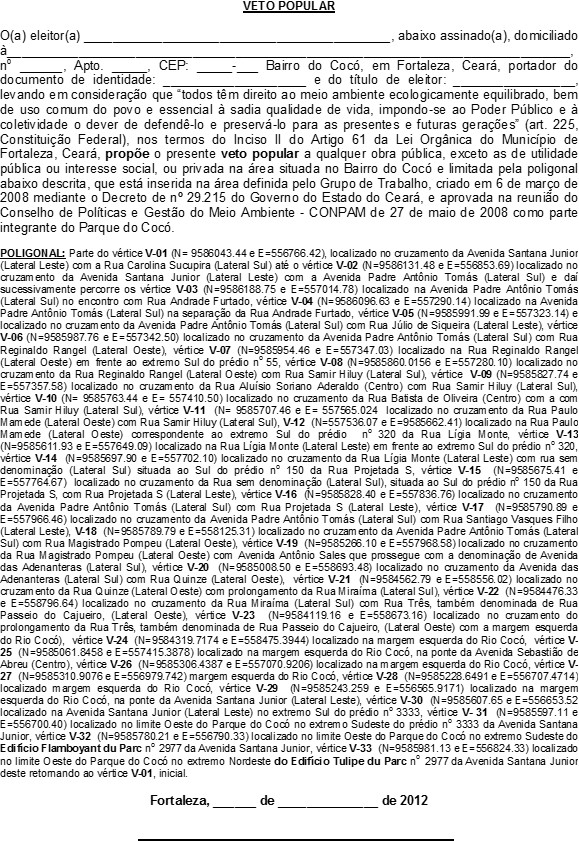 VETO POPULAR
O(a) eleitor(a) ________________________________________________, abaixo assinado(a), domiciliado
à________________________________________________________________________________________,
nº _______, Apto. _____, CEP: _____-___ Bairro do Cocó, em Fortaleza, Ceará, portador do
documento de identidade: ______________________ e do título de eleitor: ___________________,
levando em consideração que “todos têm direito ao meio ambiente ecologicamente equilibrado, bem
de uso comum do povo e essencial à sadia qualidade de vida, impondo-se ao Poder Público e à
coletividade o dever de defendê-lo e preservá-lo para as presentes e futuras gerações” (art. 225,
Constituição Federal), nos termos do Inciso II do Artigo 61 da Lei Orgânica do Município de
Fortaleza, Ceará, propõe o presente veto popular a qualquer obra pública, exceto as de utilidade
pública ou interesse social, ou privada na área situada no Bairro do Cocó e limitada pela poligonal
abaixo descrita, que está inserida na área definida pelo Grupo de Trabalho, criado em 6 de março de
2008 mediante o Decreto de nº 29.215 do Governo do Estado do Ceará, e aprovada na reunião do
Conselho de Políticas e Gestão do Meio Ambiente - CONPAM de 27 de maio de 2008 como parte
integrante do Parque do Cocó.
POLIGONAL: Parte do vértice V-01 (N= 9586043.44 e E=556766.42), localizado no cruzamento da Avenida Santana Junior
(Lateral Leste) com a Rua Carolina Sucupira (Lateral Sul) até o vértice V-02 (N=9586131.48 e E=556853.69) localizado no
cruzamento da Avenida Santana Junior (Lateral Leste) com a Avenida Padre Antônio Tomás (Lateral Sul) e daí
sucessivamente percorre os vértices V-03 (N=9586188.75 e E=557014.78) localizado na Avenida Padre Antônio Tomás
(Lateral Sul) no encontro com Rua Andrade Furtado, vértice V-04 (N=9586096.63 e E=557290.14) localizado na Avenida
Padre Antônio Tomás (Lateral Sul) na separação da Rua Andrade Furtado, vértice V-05 (N=9585991.99 e E=557323.14) e
localizado no cruzamento da Avenida Padre Antônio Tomás (Lateral Sul) com Rua Júlio de Siqueira (Lateral Leste), vértice
V-06 (N=9585987.76 e E=557342.50) localizado no cruzamento da Avenida Padre Antônio Tomás (Lateral Sul) com Rua
Reginaldo Rangel (Lateral Oeste), vértice V-07 (N=9585954.46 e E=557347.03) localizado na Rua Reginaldo Rangel
(Lateral Oeste) em frente ao extremo Sul do prédio nº 55, vértice V-08 (N=9585860.0156 e E=557280.10) localizado no
cruzamento da Rua Reginaldo Rangel (Lateral Oeste) com Rua Samir Hiluy (Lateral Sul), vértice V-09 (N=9585827.74 e
E=557357.58) localizado no cruzamento da Rua Aluísio Soriano Aderaldo (Centro) com Rua Samir Hiluy (Lateral Sul),
vértice V-10 (N= 9585763.44 e E= 557410.50) localizado no cruzamento da Rua Batista de Oliveira (Centro) com a com
Rua Samir Hiluy (Lateral Sul), vértice V-11 (N= 9585707.46 e E= 557565.024 localizado no cruzamento da Rua Paulo
Mamede (Lateral Oeste) com Rua Samir Hiluy (Lateral Sul), V-12 (N=557536.07 e E=9585662.41) localizado na Rua Paulo
Mamede (Lateral Oeste) correspondente ao extremo Sul do prédio nº 320 da Rua Lígia Monte, vértice V-13
(N=9585611.93 e E=557649.09) localizado na Rua Lígia Monte (Lateral Leste) em frente ao extremo Sul do prédio nº 320,
vértice V-14 (N=9585697.90 e E=557702.10) localizado no cruzamento da Rua Lígia Monte (Lateral Leste) com rua sem
denominação (Lateral Sul) situada ao Sul do prédio nº 150 da Rua Projetada S, vértice V-15 (N=9585675.41 e
E=557764.67) localizado no cruzamento da Rua sem denominação (Lateral Sul), situada ao Sul do prédio nº 150 da Rua
Projetada S, com Rua Projetada S (Lateral Leste), vértice V-16 (N=9585828.40 e E=557836.76) localizado no cruzamento
da Avenida Padre Antônio Tomás (Lateral Sul) com Rua Projetada S (Lateral Leste), vértice V-17 (N=9585790.89 e
E=557966.46) localizado no cruzamento da Avenida Padre Antônio Tomás (Lateral Sul) com Rua Santiago Vasques Filho
(Lateral Leste), V-18 (N=9585789.79 e E=558125.31) localizado no cruzamento da Avenida Padre Antônio Tomás (Lateral
Sul) com Rua Magistrado Pompeu (Lateral Oeste), vértice V-19 (N=9585266.10 e E=557968.58) localizado no cruzamento
da Rua Magistrado Pompeu (Lateral Oeste) com Avenida Antônio Sales que prossegue com a denominação de Avenida
das Adenanteras (Lateral Sul), vértice V-20 (N=9585008.50 e E=558693.48) localizado no cruzamento da Avenida das
Adenanteras (Lateral Sul) com Rua Quinze (Lateral Oeste), vértice V-21 (N=9584562.79 e E=558556.02) localizado no
cruzamento da Rua Quinze (Lateral Oeste) com prolongamento da Rua Miraíma (Lateral Sul), vértice V-22 (N=9584476.33
e E=558796.64) localizado no cruzamento da Rua Miraíma (Lateral Sul) com Rua Três, também denominada de Rua
Passeio do Cajueiro, (Lateral Oeste), vértice V-23 (N=9584119.16 e E=558673.16) localizado no cruzamento do
prolongamento da Rua Três, também denominada de Rua Passeio do Cajueiro, (Lateral Oeste) com a margem esquerda
do Rio Cocó), vértice V-24 (N=9584319.7174 e E=558475.3944) localizado na margem esquerda do Rio Cocó, vértice V-
25 (N=9585061.8458 e E=557415.3878) localizado na margem esquerda do Rio Cocó, na ponte da Avenida Sebastião de
Abreu (Centro), vértice V-26 (N=9585306.4387 e E=557070.9206) localizada na margem esquerda do Rio Cocó, vértice V-
27 (N=9585310.9076 e E=556979.742) margem esquerda do Rio Cocó, vértice V-28 (N=9585228.6491 e E=556707.4714)
localizado margem esquerda do Rio Cocó, vértice V-29 (N=9585243.259 e E=556565.9171) localizado na margem
esquerda do Rio Cocó, na ponte da Avenida Santana Junior (Lateral Leste), vértice V-30 (N=9585607.65 e E=556653.52
localizado na Avenida Santana Junior (Lateral Leste) no extremo Sul do prédio nº 3333, vértice V- 31 (N=9585597.11 e
E=556700.40) localizado no limite Oeste do Parque do Cocó no extremo Sudeste do prédio nº 3333 da Avenida Santana
Junior, vértice V-32 (N=9585780.21 e E=556790.33) localizado no limite Oeste do Parque do Cocó no extremo Sudeste do
Edifício Flamboyant du Parc nº 2977 da Avenida Santana Junior, vértice V-33 (N=9585981.13 e E=556824.33) localizado
no limite Oeste do Parque do Cocó no extremo Nordeste do Edifício Tulipe du Parc nº 2977 da Avenida Santana Junior
deste retornando ao vértice V-01, inicial.
Fortaleza, ______ de ______________ de 2012